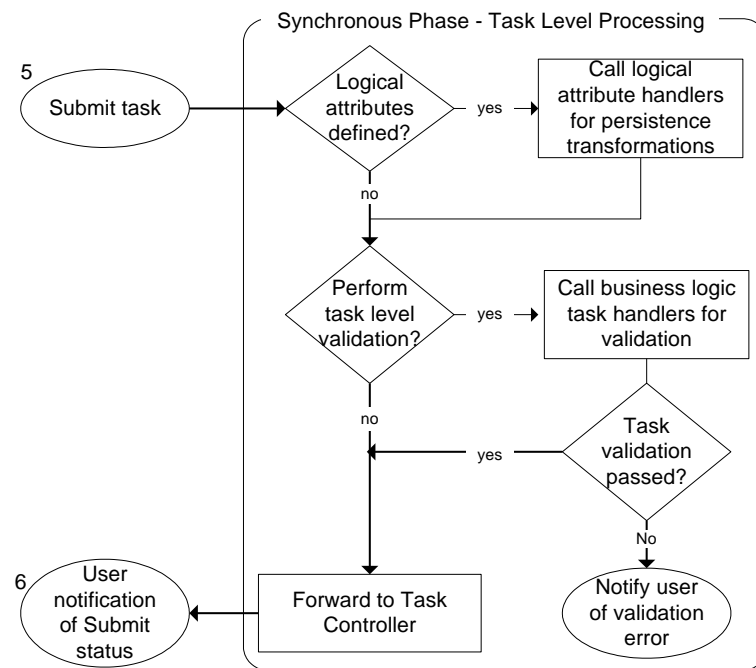 Synchronous Phase - Task Level Processing
5
Submit task
Logical
attributes
defined?
yes
Call logical
attribute handlers
for persistence
transformations
no
Perform
task level
validation?
yes
Call business logic
task handlers for
validation
no
Task
validation
passed?
yes
No
6
User
notification
of Submit
status
Forward to Task
Controller
Notify user
of validation
error